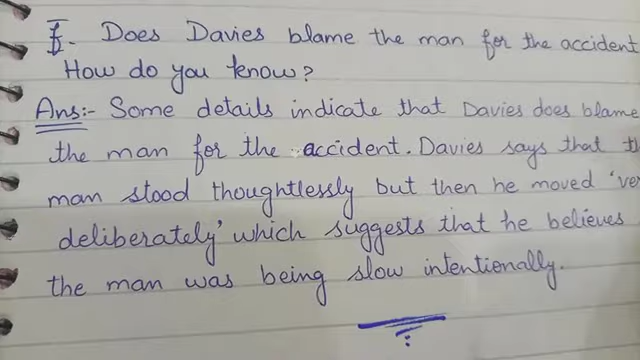 Does Davies blame the man for the accident
How do you know?
Ans:- Some details indicate that Davies does blame
the man for the accident. Davies says that
man stood thoughtlessly but then he moved
deliberately' which suggests that he believes
the man was being slow intentionally.